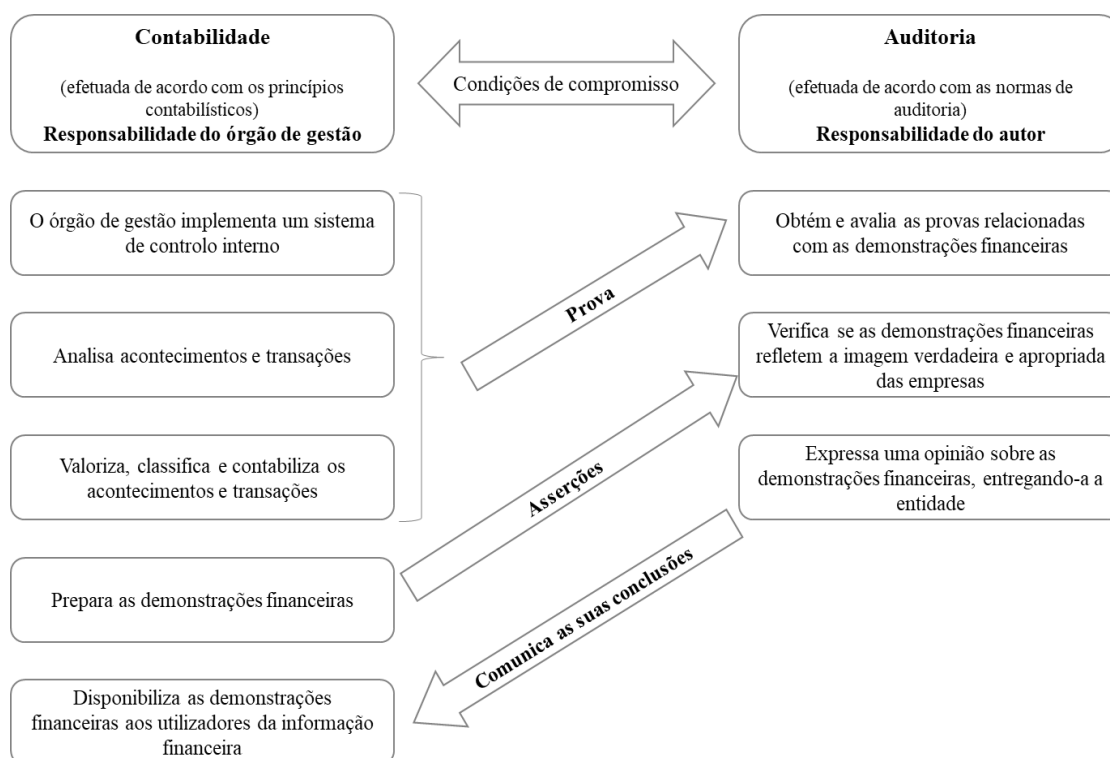 Contabilidade
(efetuada de acordo com os princípios
contabilísticos)
Responsabilidade do órgão de gestão
Condições de compromisso
Auditoria
(efetuada de acordo com as normas de
auditoria)
Responsabilidade do autor
O órgão de gestão implementa um sistema
de controlo interno
Analisa acontecimentos e transações
Valoriza, classifica e contabiliza os
acontecimentos e transações
Prepara as demonstrações financeiras
Disponibiliza as demonstrações
financeiras aos utilizadores da informação
financeira
Prova
Asserções
Comunica as suas conclusões
Obtém e avalia as provas relacionadas
com as demonstrações financeiras
Verifica se as demonstrações financeiras
refletem a imagem verdadeira e apropriada
das empresas
Expressa uma opinião sobre as
demonstrações financeiras, entregando-a a
entidade